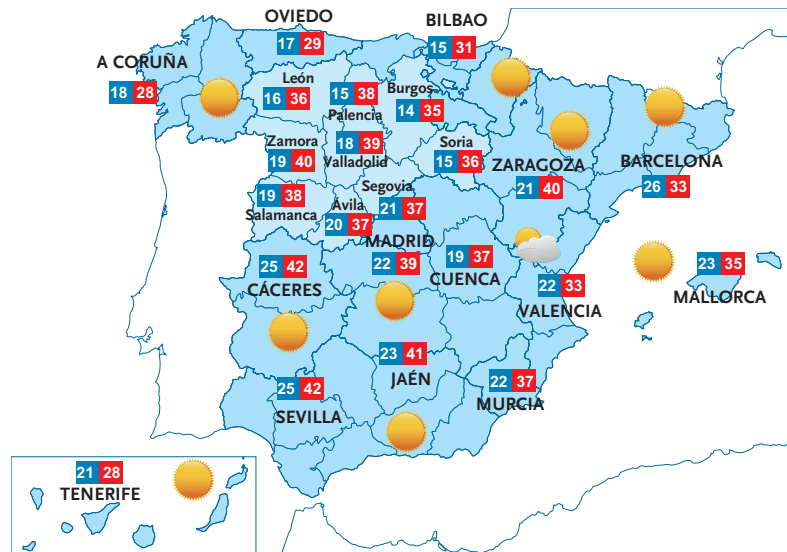 OVIEDO
17 29
BILBAO
15 31
A CORUÑA
18 28
León
16 36
15 38
Palencia
Burgos
14 35
Zamora
19 40
18 39
Valladolid
Soria
15 36
ZARAGOZA
21 40
BARCELONA
26 33
19 38
Salamanca
Ávila
20 37
Segovia
21 37
MADRID
22 39
19 37
CUENCA
25 42
CÁCERES
22 33
VALENCIA
23 35
MALLORCA
23 41
JAÉN
25 42
SEVILLA
22 37
MURCIA
21 28
TENERIFE